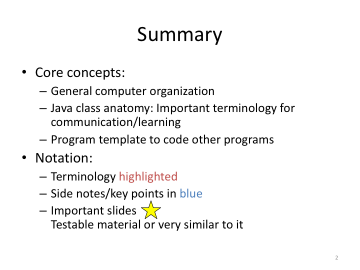 Summary
• Core concepts:
– General computer organization
– Java class anatomy: Important terminology for
communication/learning
– Program template to code other programs
• Notation:
– Terminology highlighted
– Side notes/key points in blue
– Important slides
Testable material or very similar to it
2